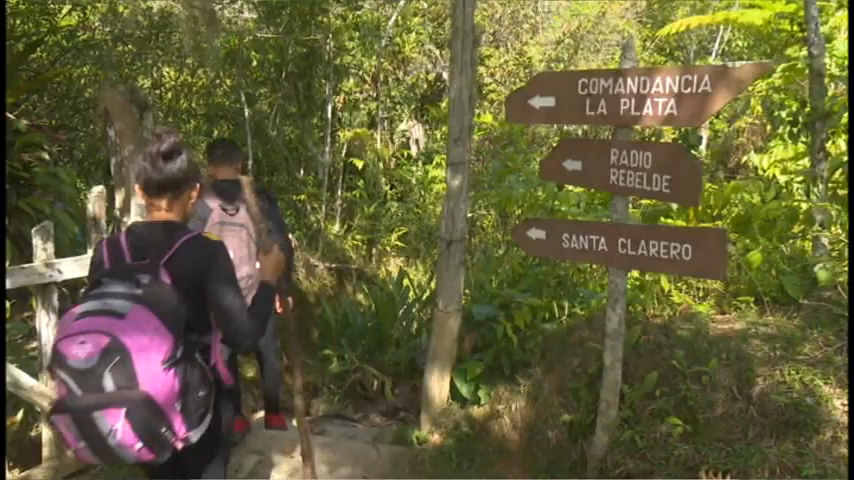 COMANDANCIA
LA PLATA
RADIO
REBELDE
SANTA CLARERO